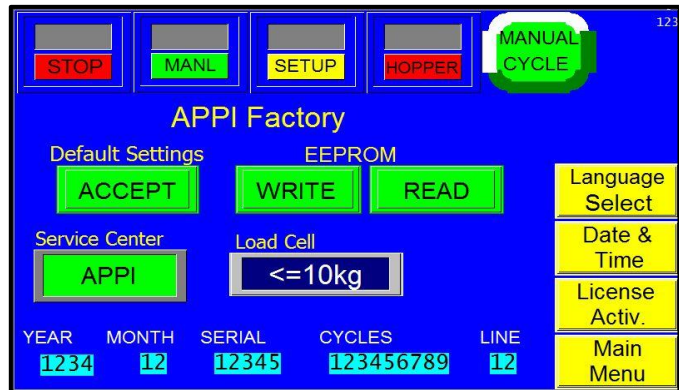 123
STOP MANL SETUP HOPPER MANUAL CYCLE
APPI Factory
Default Settings EEPROM
ACCEPT WRITE READ
Language Select
Service Center Load Cell
Date & Time
APPI <=10kg
License Activ.
YEAR MONTH SERIAL CYCLES LINE
1234 12 12345 123456789 12
Main Menu